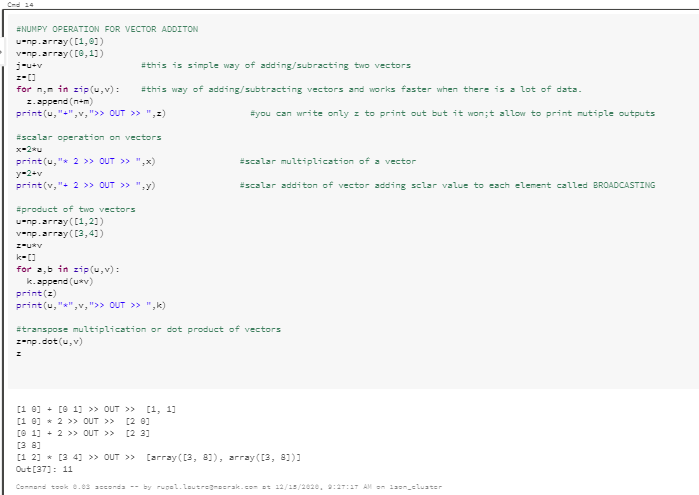 Cmd 14
#NUMPY OPERATION FOR VECTOR ADDITON
u=np.array([1,0])
v=np.array([0,1])
j=u+v #this is simple way of adding/subracting two vectors
z=[]
for n,m in zip(u,v): #this way of adding/subtracting vectors and works faster when there is a lot of data.
z.append(n+m)
print(u,"+",v,">> OUT >> ",z) #you can write only z to print out but it won;t allow to print mutiple outputs
#scalar operation on vectors
x=2*u
print(u,"* 2 >> OUT >> ",x) #scalar multiplication of a vector
y=2+v
print(v,"+ 2 >> OUT >> ",y) #scalar additon of vector adding sclar value to each element called BROADCASTING
#product of two vectors
u=np.array([1,2])
v=np.array([3,4])
z=u*v
k=[]
for a,b in zip(u,v):
k.append(u*v)
print(z)
print(u,"*",v,">> OUT >> ",k)
#transpose multiplication or dot product of vectors
z=np.dot(u,v)
z
[1 0] + [0 1] >> OUT >> [1, 1]
[1 0] * 2 >> OUT >> [2 0]
[0 1] + 2 >> OUT >> [2 3]
[3 8]
[1 2] * [3 4] >> OUT >> [array([3, 8]), array([3, 8])]
Out[37]: 11
Command took 0.03 seconds -- by at 12/15/2020, 9:27:17 AM on